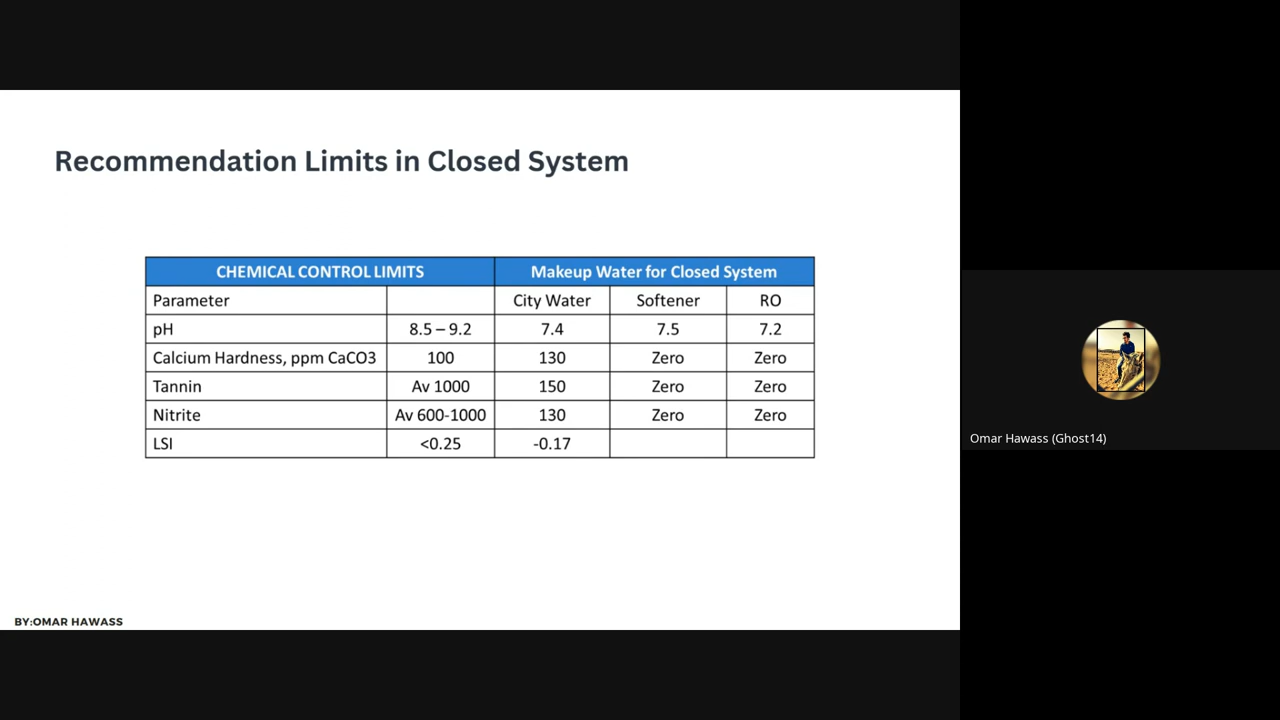 Recommendation Limits in Closed System
CHEMICAL CONTROL LIMITS Makeup Water for Closed System
Parameter City Water Softener RO
pH 8.5 – 9.2 7.4 7.5 7.2
Calcium Hardness, ppm CaCO3 100 130 Zero Zero
Tannin Av 1000 150 Zero Zero
Nitrite Av 600-1000 130 Zero Zero
LSI <0.25 -0.17
Omar Hawass (Ghost14)
BY:OMAR HAWASS